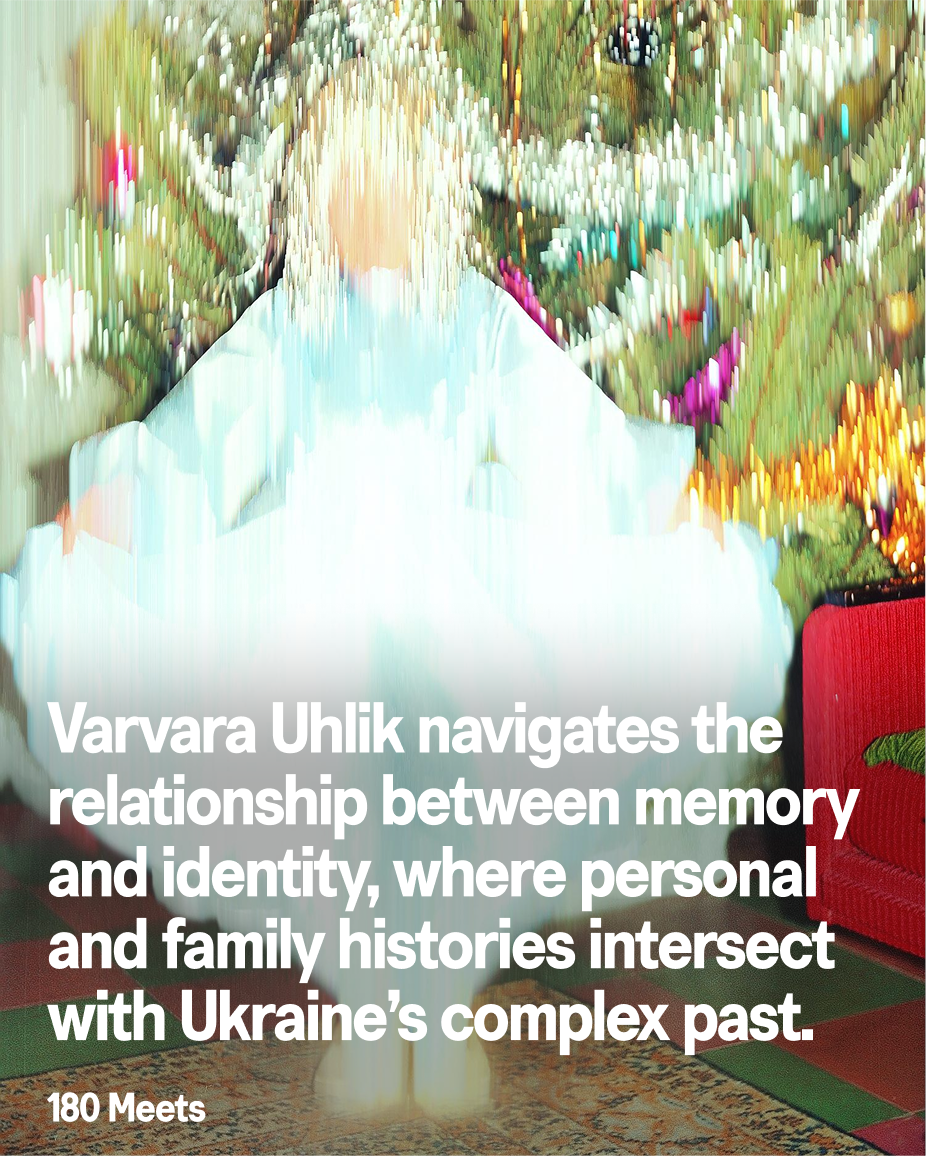 Varvara Uhlik navigates the
relationship between memory
and identity, where personal
and family histories intersect
with Ukraine’s complex past.
180 Meets